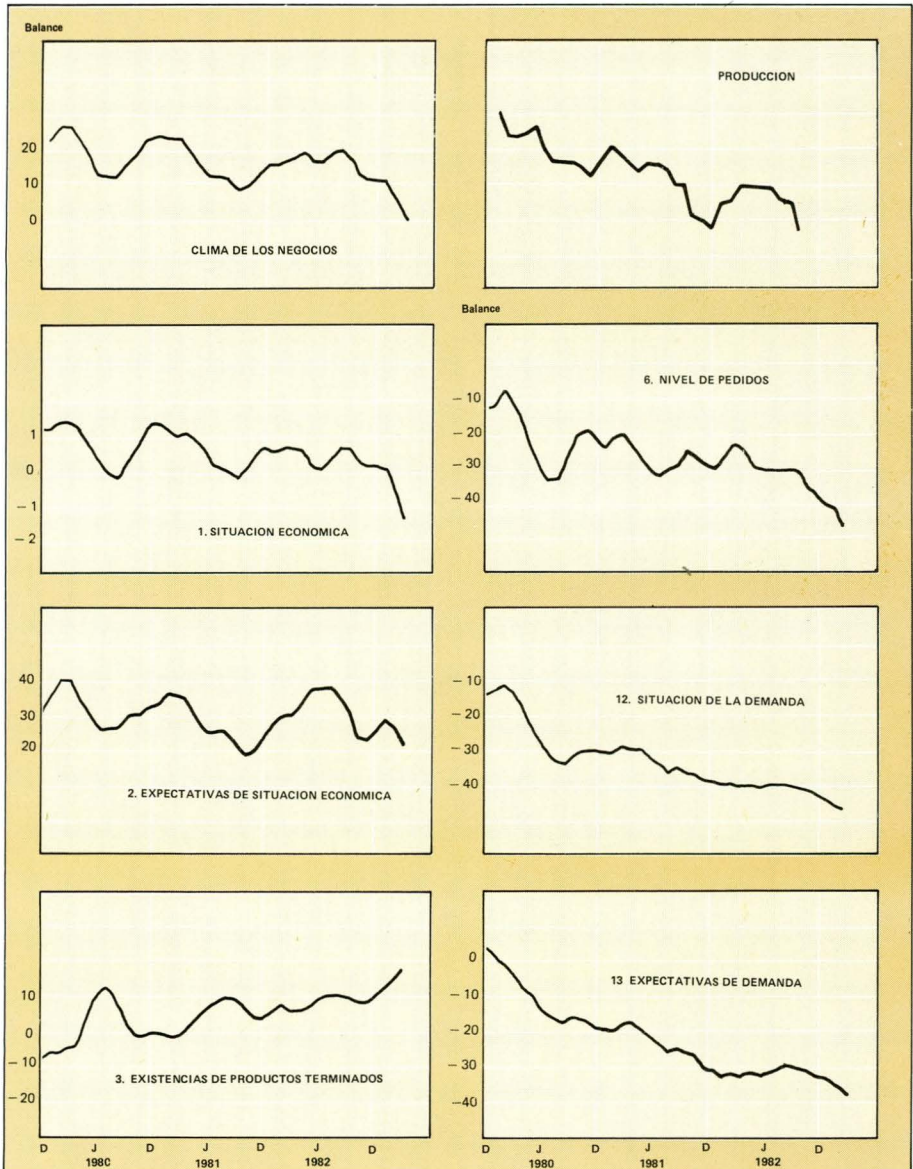 Balance
20
10
0
CLIMA DE LOS NEGOCIOS
PRODUCCION
1
0
− 1
− 2
1. SITUACION ECONOMICA
Balance
− 10
− 20
− 30
− 40
6. NIVEL DE PEDIDOS
40
30
20
2. EXPECTATIVAS DE SITUACION ECONOMICA
− 10
− 20
− 30
− 40
12. SITUACION DE LA DEMANDA
10
0
− 10
− 20
3. EXISTENCIAS DE PRODUCTOS TERMINADOS
D J D J D J D
1980 1981 1982
0
− 10
− 20
− 30
− 40
13 EXPECTATIVAS DE DEMANDA
D J D J D J D
1980 1981 1982